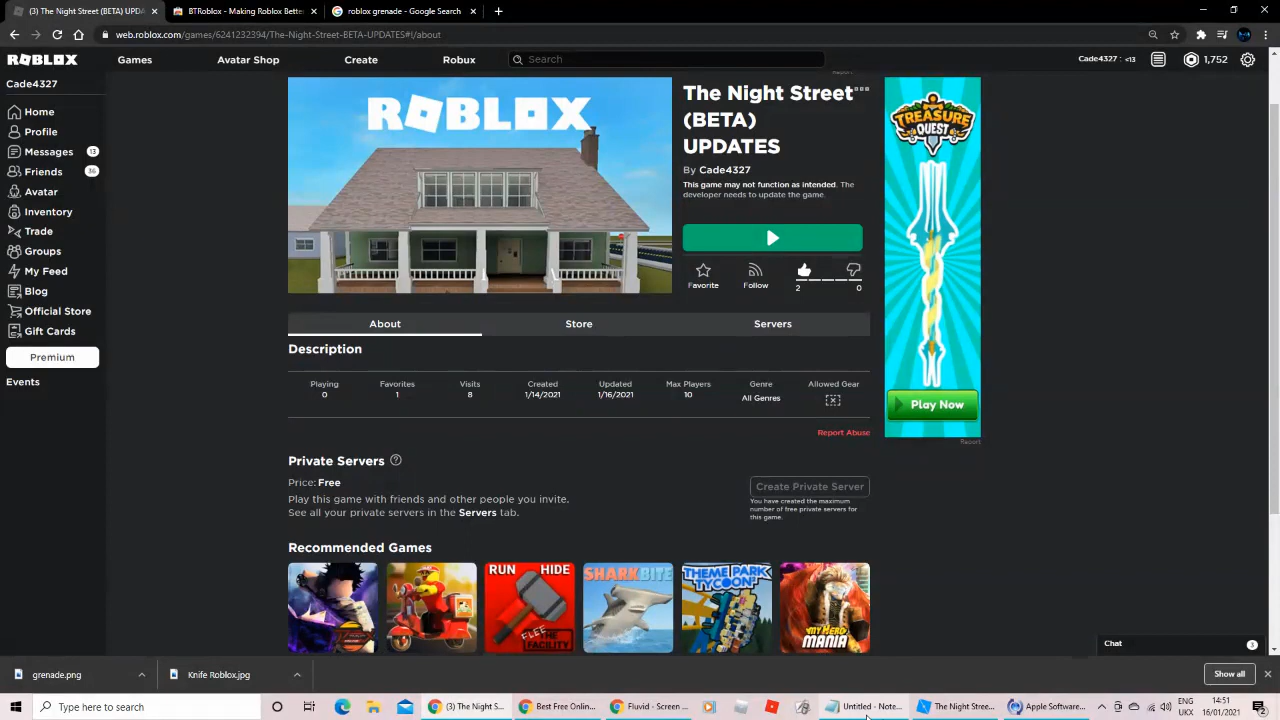 (3) The Night Street (BETA) UPDA
BTRoblox - Making Roblox Better
roblox grenade - Google Search
web.roblox.com/games/6241232394/The-Night-Street-BETA-UPDATES#!/about
ROBLOX
Games
Avatar Shop
Create
Robux
Search
Cade4327 : <13
1,752
Cade4327
Home
Profile
Messages 13
Friends 36
Avatar
Inventory
Trade
Groups
My Feed
Blog
Official Store
Gift Cards
Premium
Events
Report
ROBLOX
The Night Street
(BETA)
UPDATES
By Cade4327
This game may not function as intended. The
developer needs to update the game.
Favorite
Follow
2
0
TREASURE
QUEST
Play Now
Report
About
Store
Servers
Description
Playing
0
Favorites
1
Visits
8
Created
1/14/2021
Updated
1/16/2021
Max Players
10
Genre
All Genres
Allowed Gear
Report Abuse
Private Servers
Price: Free
Play this game with friends and other people you invite.
See all your private servers in the Servers tab.
Create Private Server
You have created the maximum
number of free private servers for
this game.
Recommended Games
RUN HIDE
FLEE
THE
FACILITY
SHARKBITE
THEME PARK
TYCOON 2
MY HERO
MANIA
Chat 3
grenade.png
Knife Roblox.jpg
Show all
Type here to search
(3) The Night S...
Best Free Onlin...
Fluvid - Screen ...
Untitled - Note...
The Night Stree...
Apple Software...
ENG
UKX
14:51
16/01/2021
2